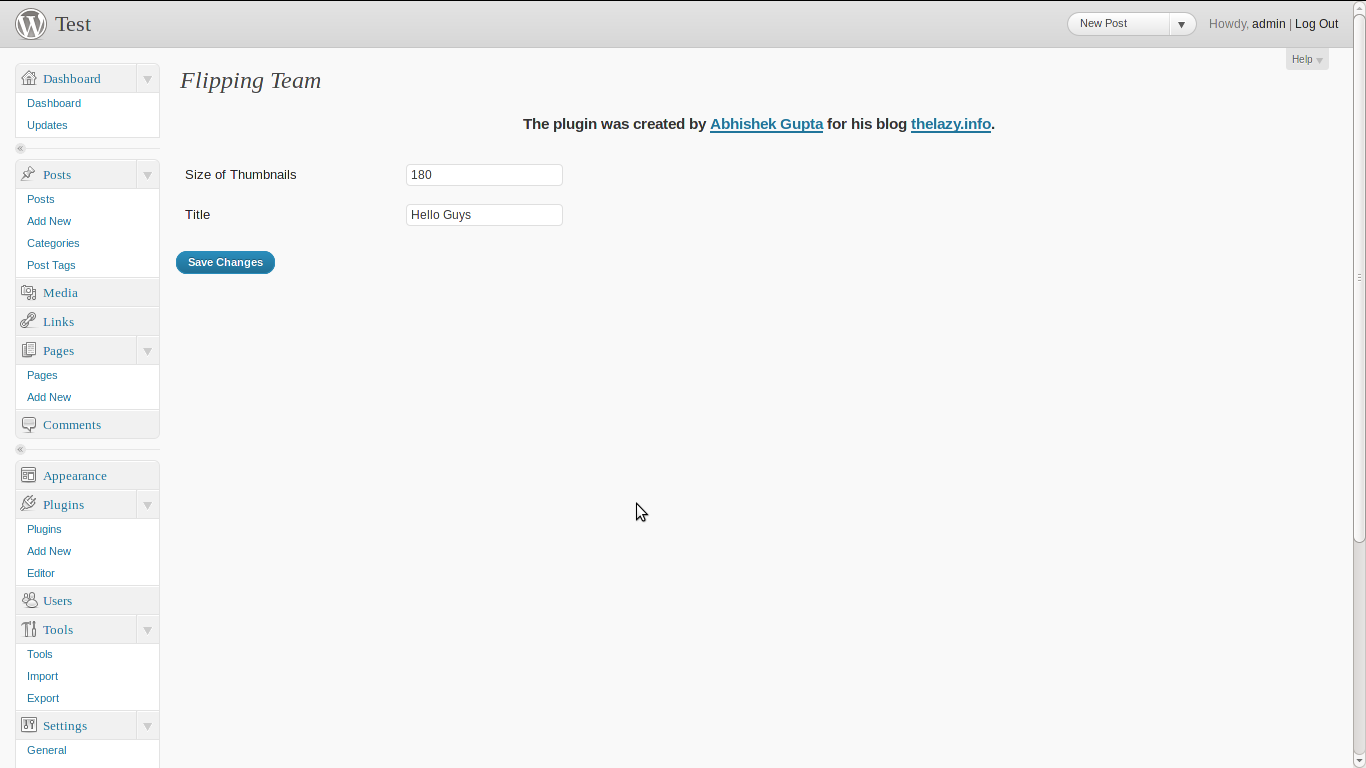 Test
New Post
Howdy, admin | Log Out
Help
Dashboard
Dashboard
Updates
Posts
Posts
Add New
Categories
Post Tags
Media
Links
Pages
Pages
Add New
Comments
Appearance
Plugins
Plugins
Add New
Editor
Users
Tools
Tools
Import
Export
Settings
General
Flipping Team
The plugin was created by Abhishek Gupta for his blog thelazy.info.
Size of Thumbnails 180
Title Hello Guys
Save Changes